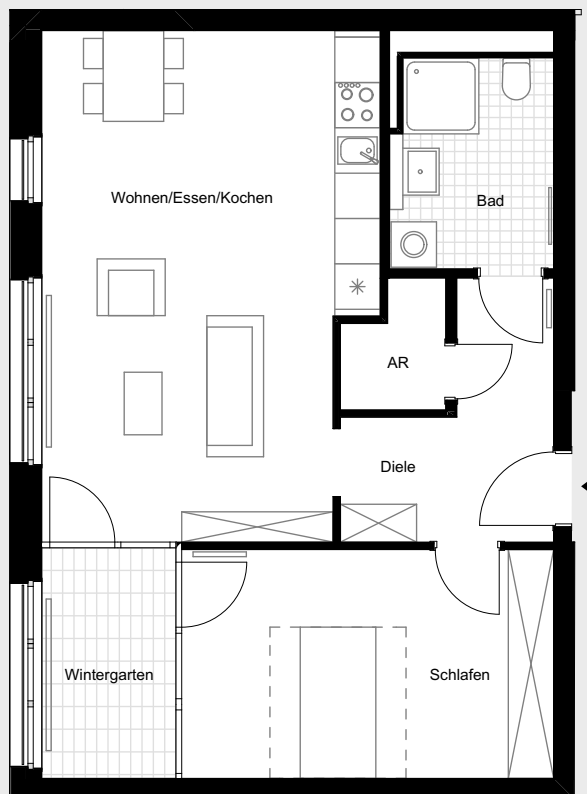 Wohnen/Essen/Kochen
Bad
AR
Diele
Wintergarten
Schlafen